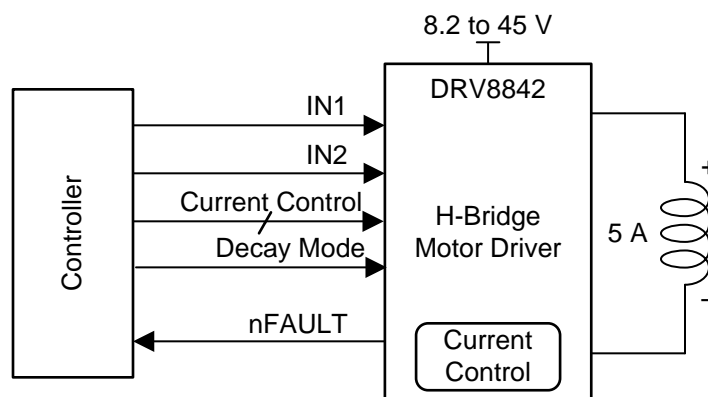 8.2 to 45 V
DRV8842
Controller
IN1
IN2
Current Control
Decay Mode
nFAULT
H-Bridge
Motor Driver
Current
Control
5 A
+
–